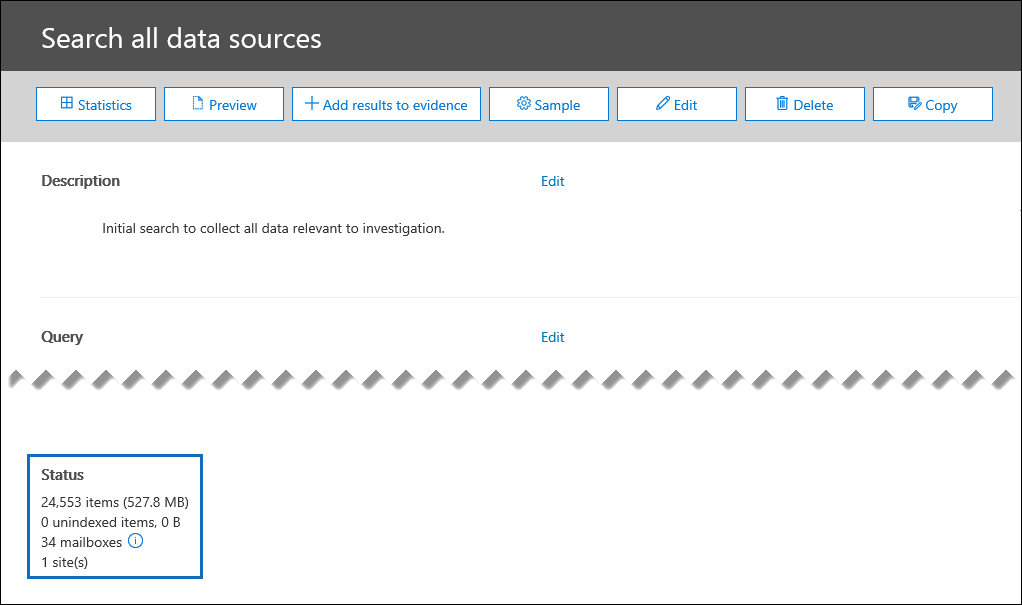 Search all data sources
Statistics Preview Add results to evidence Sample Edit Delete Copy
Description Edit
Initial search to collect all data relevant to investigation.
Query Edit
Status
24,553 items (527.8 MB)
0 unindexed items, 0 B
34 mailboxes
1 site(s)